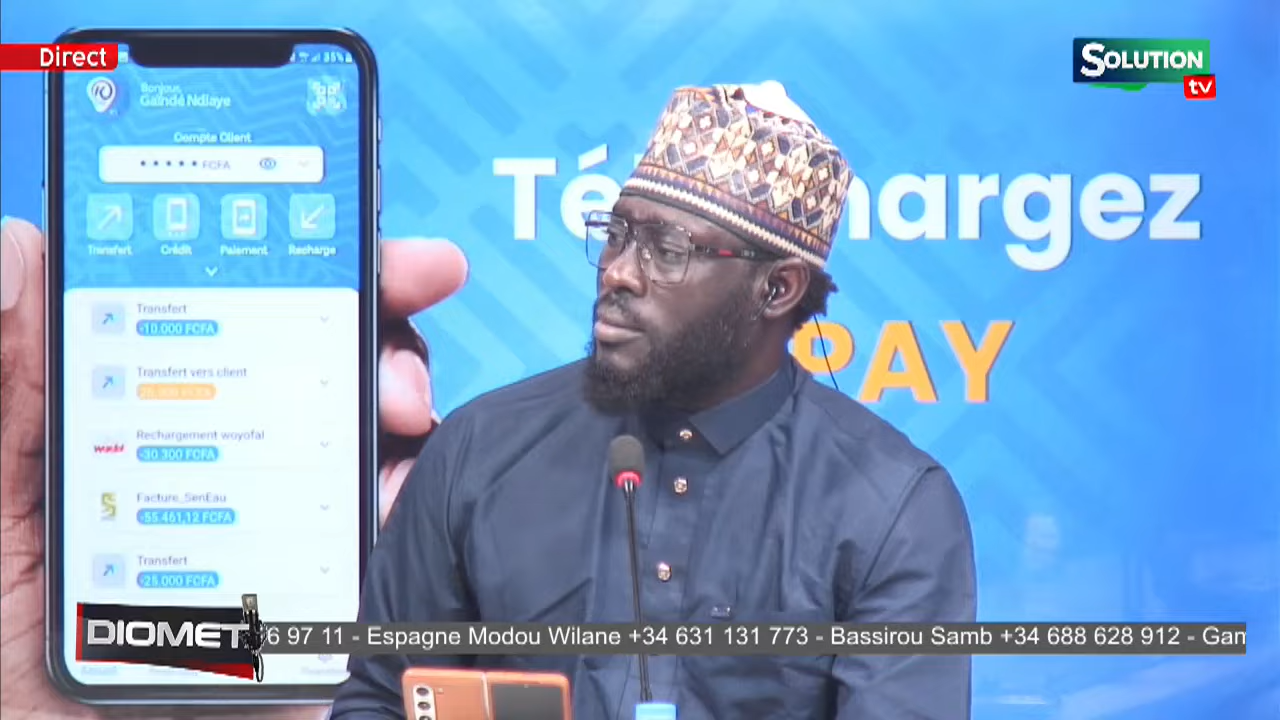 Direct
SOLUTION
tv
35%
Bonjour
Gaïndé Ndiaye
Compte Client
FCFA
Transfert
Crédit
Paiement
Recharge
Transfert
-10.000 FCFA
Transfert vers client
Rechargement woyofal
-30.300 FCFA
Facture_SenEau
-55.461,12 FCFA
Transfert
-25.000 FCFA
PAY
DIOMET
6 97 11 - Espagne Modou Wilane +34 631 131 773 - Bassirou Samb +34 688 628 912 - Gam